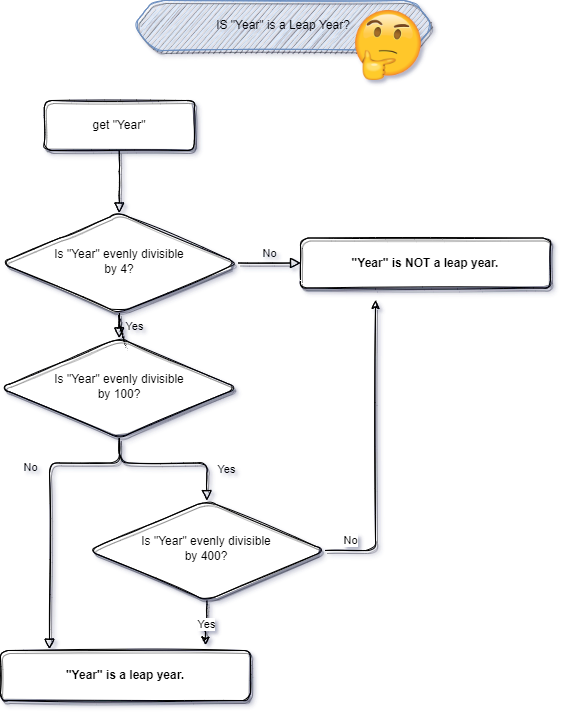 IS "Year" is a Leap Year?
get "Year"
Is "Year" evenly divisible
by 4?
No
"Year" is NOT a leap year.
Yes
Is "Year" evenly divisible
by 100?
No
Yes
Is "Year" evenly divisible
by 400?
No
Yes
"Year" is a leap year.